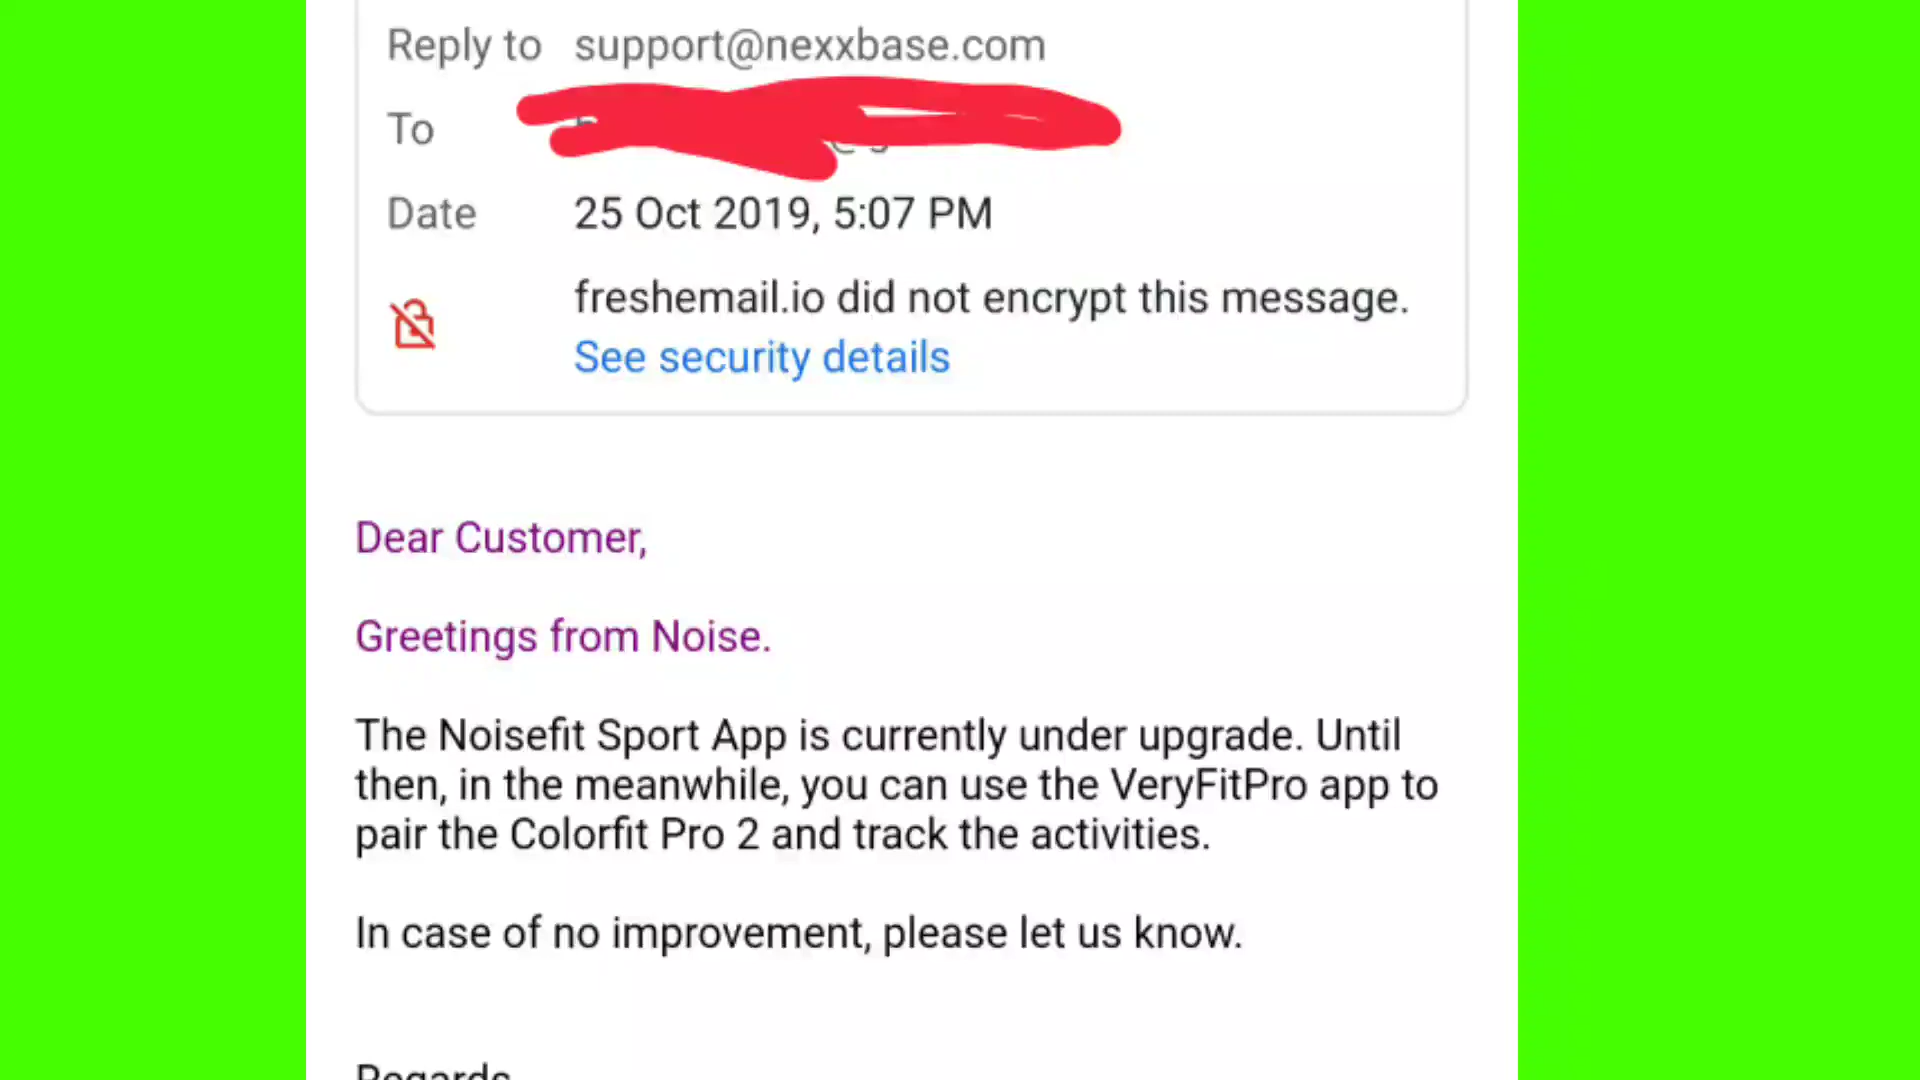 Reply to support@nexxbase.com
To
Date 25 Oct 2019, 5:07 PM
freshemail.io did not encrypt this message.
See security details
Dear Customer,
Greetings from Noise.
The Noisefit Sport App is currently under upgrade. Until
then, in the meanwhile, you can use the VeryFitPro app to
pair the Colorfit Pro 2 and track the activities.
In case of no improvement, please let us know.
Regards